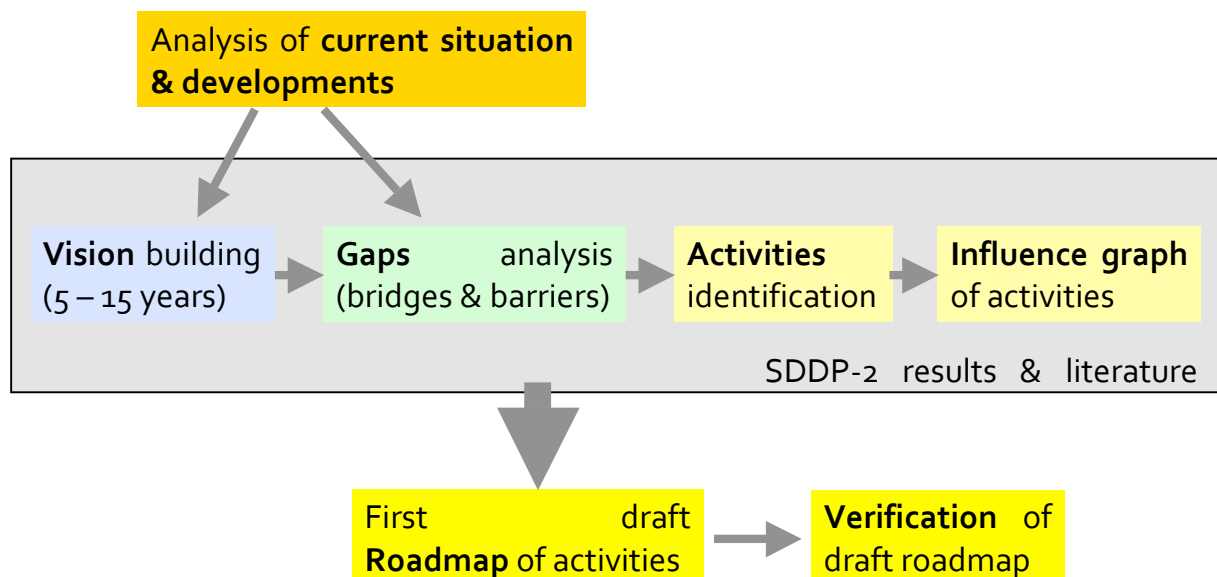 Analysis of current situation
& developments
Vision building
(5 – 15 years)
Gaps analysis
(bridges & barriers)
Activities
identification
Influence graph
of activities
SDDP-2 results & literature
First draft
Roadmap of activities
Verification of
draft roadmap